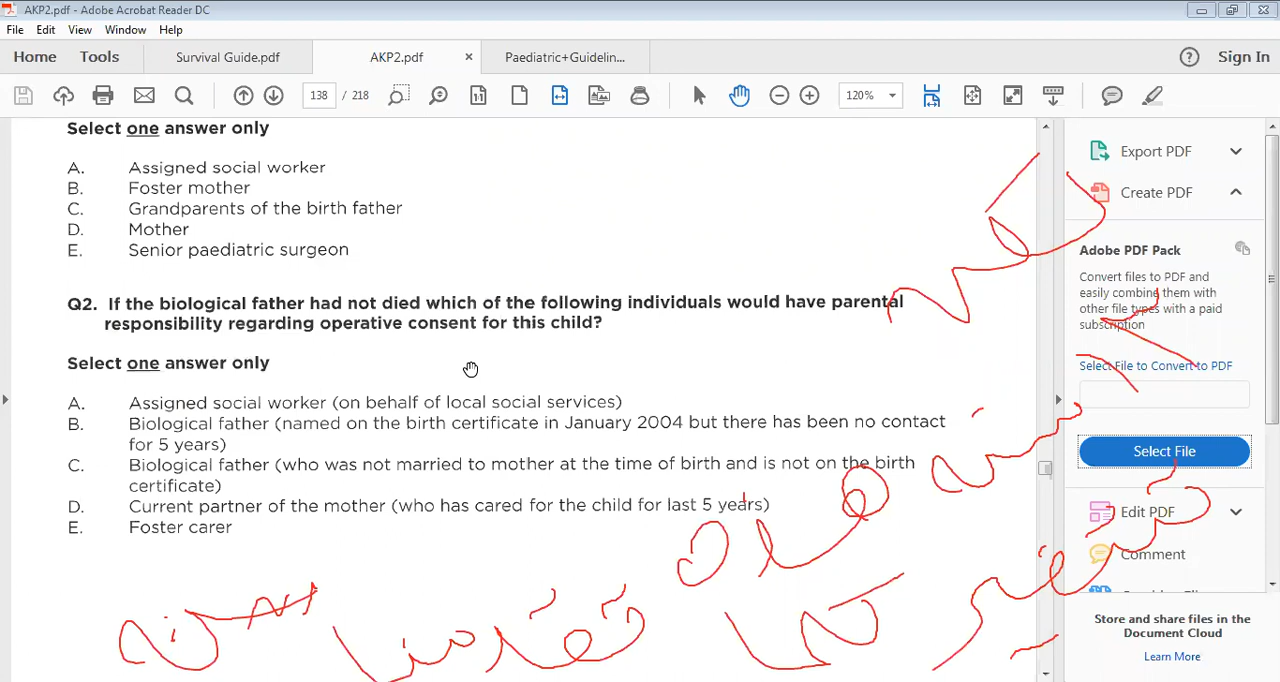 AKP2.pdf - Adobe Acrobat Reader DC
File Edit View Window Help
Home Tools Survival Guide.pdf AKP2.pdf × Paediatric+Guidelin... Sign In
138 / 218 120%
Select one answer only
A. Assigned social worker
B. Foster mother
C. Grandparents of the birth father
D. Mother
E. Senior paediatric surgeon
Q2. If the biological father had not died which of the following individuals would have parental
responsibility regarding operative consent for this child?
Select one answer only
A. Assigned social worker (on behalf of local social services)
B. Biological father (named on the birth certificate in January 2004 but there has been no contact
for 5 years)
C. Biological father (who was not married to mother at the time of birth and is not on the birth
certificate)
D. Current partner of the mother (who has cared for the child for last 5 years)
E. Foster carer
Export PDF
Create PDF
Adobe PDF Pack
Convert files to PDF and
easily combine them with
other file types with a paid
subscription
Select File to Convert to PDF
Select File
Edit PDF
Comment
Store and share files in the
Document Cloud
Learn More